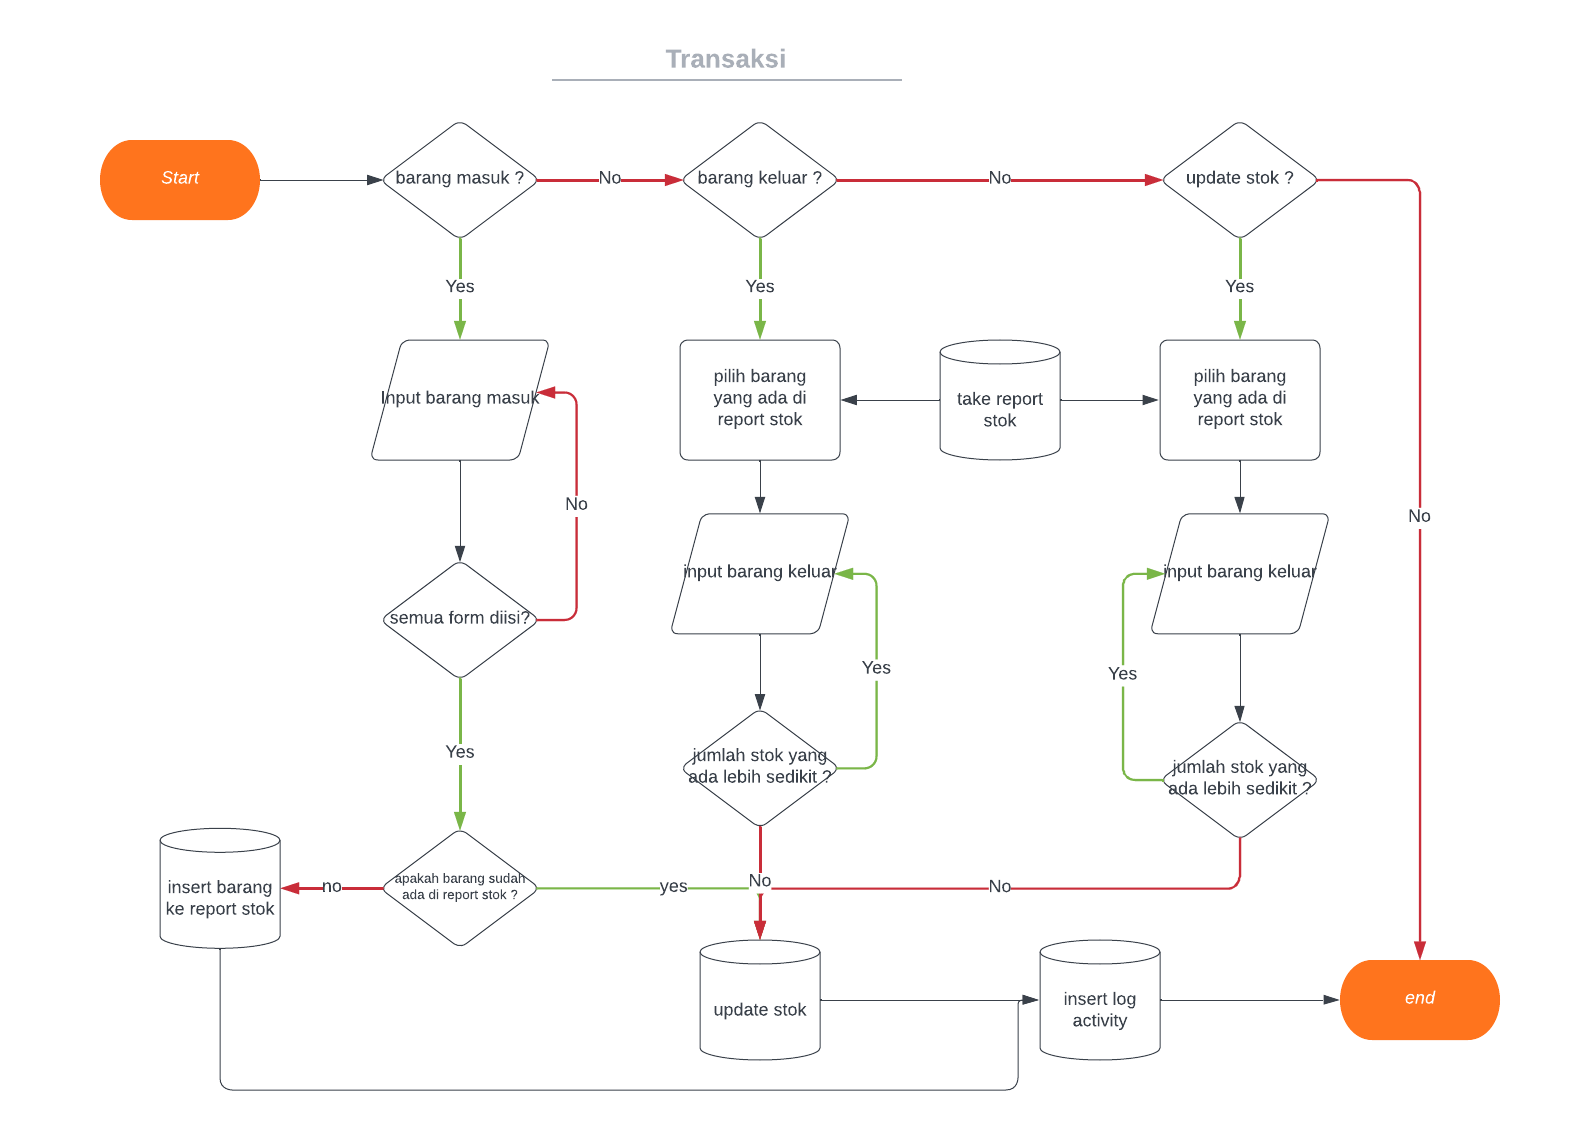 Transaksi
Start
barang masuk ?
No
barang keluar ?
No
update stok ?
Yes
Yes
Yes
Input barang masuk
pilih barang
yang ada di
report stok
take report
stok
pilih barang
yang ada di
report stok
No
No
input barang keluar
input barang keluar
semua form diisi?
Yes
Yes
Yes
jumlah stok yang
ada lebih sedikit ?
jumlah stok yang
ada lebih sedikit ?
insert barang
ke report stok
no
apakah barang sudah
ada di report stok ?
yes
No
No
update stok
insert log
activity
end